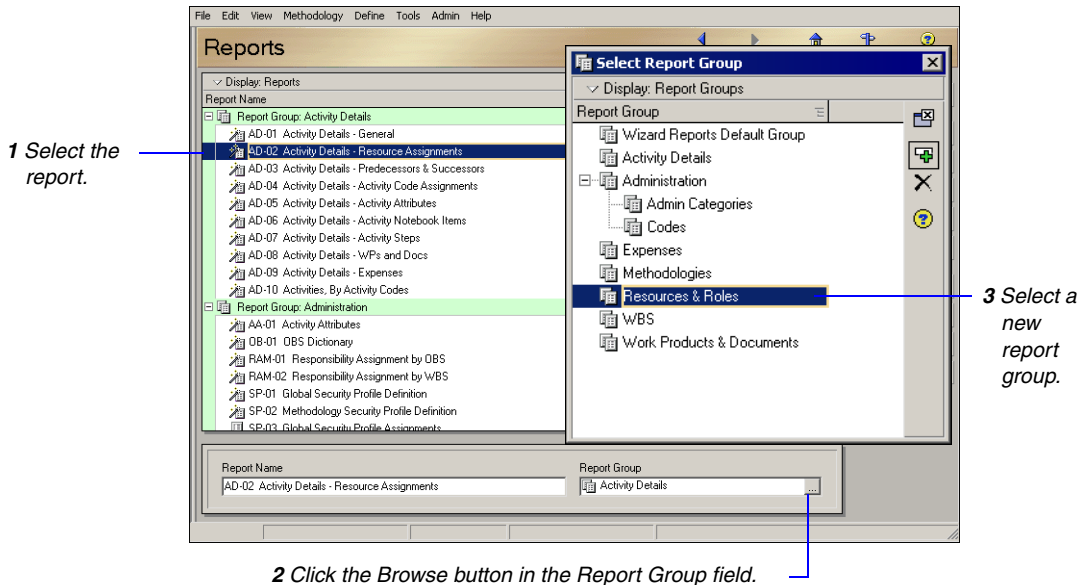 File Edit View Methodology Define Tools Admin Help
Reports
Display: Reports
Report Name
Report Group: Activity Details
AD-01 Activity Details - General
AD-02 Activity Details - Resource Assignments
AD-03 Activity Details - Predecessors & Successors
AD-04 Activity Details - Activity Code Assignments
AD-05 Activity Details - Activity Attributes
AD-06 Activity Details - Activity Notebook Items
AD-07 Activity Details - Activity Steps
AD-08 Activity Details - WPs and Docs
AD-09 Activity Details - Expenses
AD-10 Activities, By Activity Codes
Report Group: Administration
AA-01 Activity Attributes
OB-01 OBS Dictionary
RAM-01 Responsibility Assignment by OBS
RAM-02 Responsibility Assignment by WBS
SP-01 Global Security Profile Definition
SP-02 Methodology Security Profile Definition
SP-03 Global Security Profile Assignments
Select Report Group
Display: Report Groups
Report Group
Wizard Reports Default Group
Activity Details
Administration
Admin Categories
Codes
Expenses
Methodologies
Resources & Roles
WBS
Work Products & Documents
Report Name
AD-02 Activity Details - Resource Assignments
Report Group
Activity Details
...
1 Select the
report.
3 Select a
new
report
group.
2 Click the Browse button in the Report Group field.